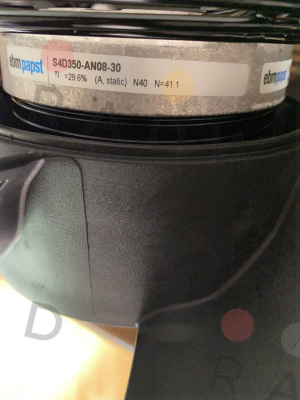 ebmpapst S4D350-AN08-30
η =29.6% (A, static) N40 N=41.1
ebmpapst
D
R A